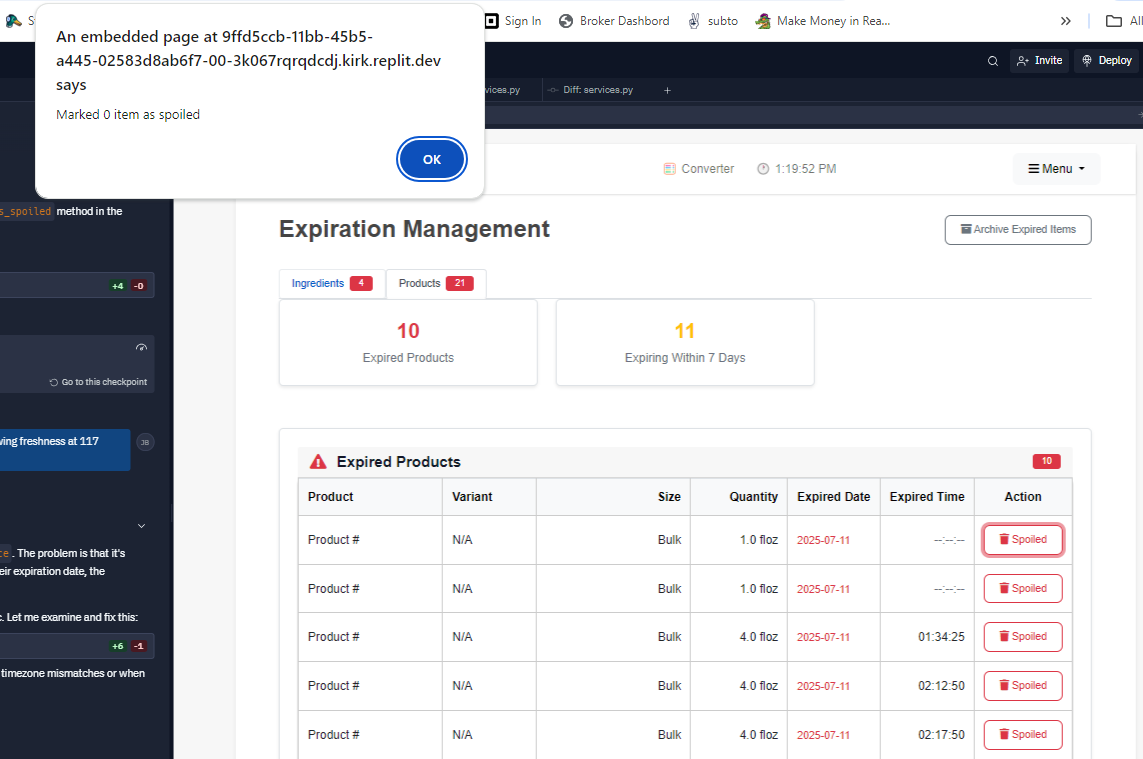 Sign In
Broker Dashbord
subto
Make Money in Rea...
»
All
An embedded page at 9ffd5ccb-11bb-45b5-
a445-02583d8ab6f7-00-3k067rqrqdcdj.kirk.replit.dev
says
Marked 0 item as spoiled
OK
Invite
Deploy
vices.py
Diff: services.py
+
s_spoiled method in the
+4 -0
Go to this checkpoint
wing freshness at 117
JB
te . The problem is that it's
eir expiration date, the
c. Let me examine and fix this:
+6 -1
timezone mismatches or when
Converter
1:19:52 PM
Menu
Expiration Management
Archive Expired Items
Ingredients 4
Products 21
10
Expired Products
11
Expiring Within 7 Days
Expired Products 10
Product Variant Size Quantity Expired Date Expired Time Action
Product # N/A Bulk 1.0 floz 2025-07-11 --:--:-- Spoiled
Product # N/A Bulk 1.0 floz 2025-07-11 --:--:-- Spoiled
Product # N/A Bulk 4.0 floz 2025-07-11 01:34:25 Spoiled
Product # N/A Bulk 4.0 floz 2025-07-11 02:12:50 Spoiled
Product # N/A Bulk 4.0 floz 2025-07-11 02:17:50 Spoiled